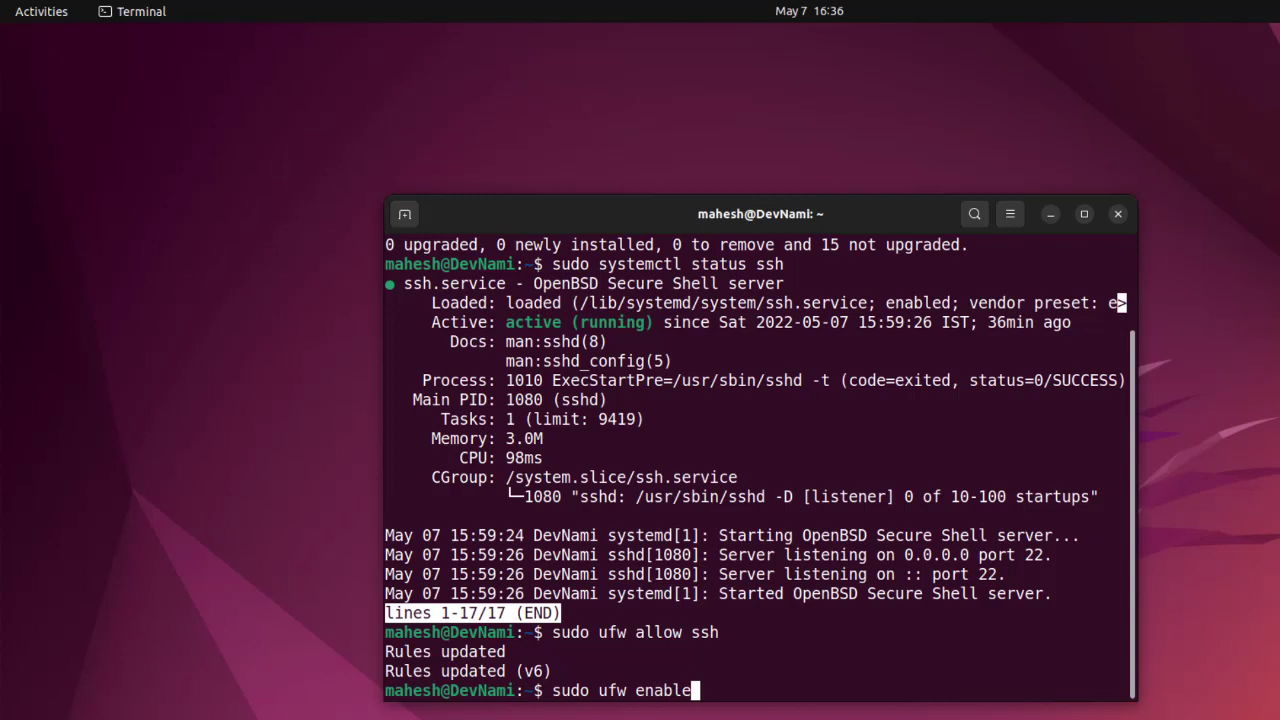 Activities Terminal May 7 16:36
mahesh@DevNami: ~
0 upgraded, 0 newly installed, 0 to remove and 15 not upgraded.
mahesh@DevNami:~$ sudo systemctl status ssh
● ssh.service - OpenBSD Secure Shell server
     Loaded: loaded (/lib/systemd/system/ssh.service; enabled; vendor preset: e>
     Active: active (running) since Sat 2022-05-07 15:59:26 IST; 36min ago
       Docs: man:sshd(8)
             man:sshd_config(5)
    Process: 1010 ExecStartPre=/usr/sbin/sshd -t (code=exited, status=0/SUCCESS)
   Main PID: 1080 (sshd)
      Tasks: 1 (limit: 9419)
     Memory: 3.0M
        CPU: 98ms
     CGroup: /system.slice/ssh.service
             └─1080 "sshd: /usr/sbin/sshd -D [listener] 0 of 10-100 startups"
May 07 15:59:24 DevNami systemd[1]: Starting OpenBSD Secure Shell server...
May 07 15:59:26 DevNami sshd[1080]: Server listening on 0.0.0.0 port 22.
May 07 15:59:26 DevNami sshd[1080]: Server listening on :: port 22.
May 07 15:59:26 DevNami systemd[1]: Started OpenBSD Secure Shell server.
lines 1-17/17 (END)
mahesh@DevNami:~$ sudo ufw allow ssh
Rules updated
Rules updated (v6)
mahesh@DevNami:~$ sudo ufw enable